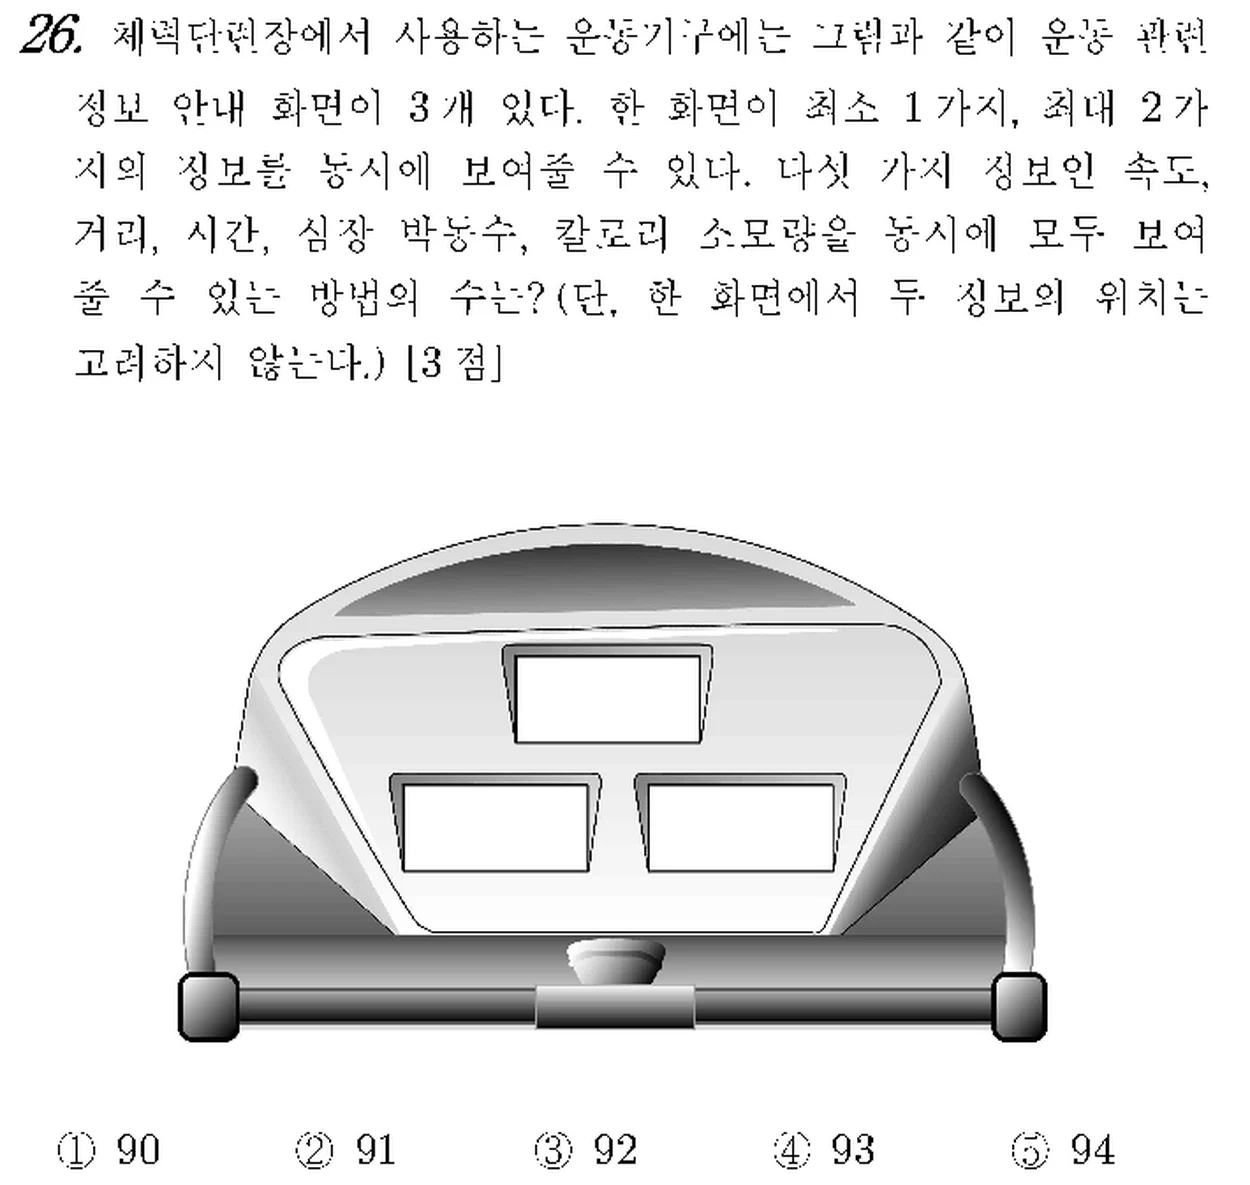 26. 체력단련장에서 사용하는 운동기구에는 그림과 같이 운동 관련
정보 안내 화면이 3개 있다. 한 화면이 최소 1가지, 최대 2가
지의 정보를 동시에 보여줄 수 있다. 다섯 가지 정보인 속도,
거리, 시간, 심장 박동수, 칼로리 소모량을 동시에 모두 보여
줄 수 있는 방법의 수는? (단, 한 화면에서 두 정보의 위치는
고려하지 않는다.) [3점]
① 90 ② 91 ③ 92 ④ 93 ⑤ 94